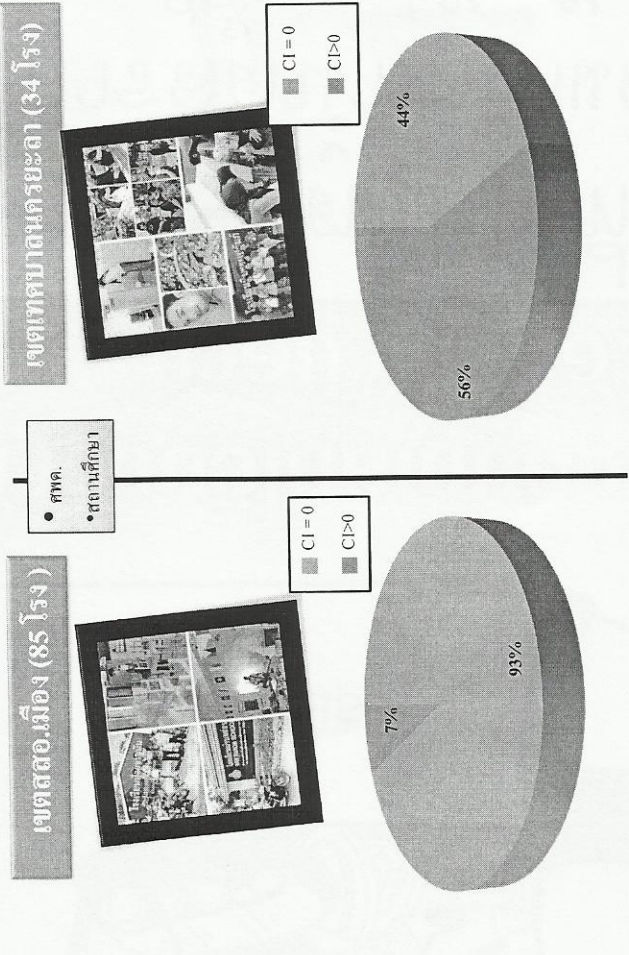 เขตสสอ.เมือง (85 โรง )
CI = 0
CI>0
7%
93%
• ศพด.
•สถานศึกษา
เขตเทศบาลนครยะลา (34 โรง)
CI = 0
CI>0
44%
56%